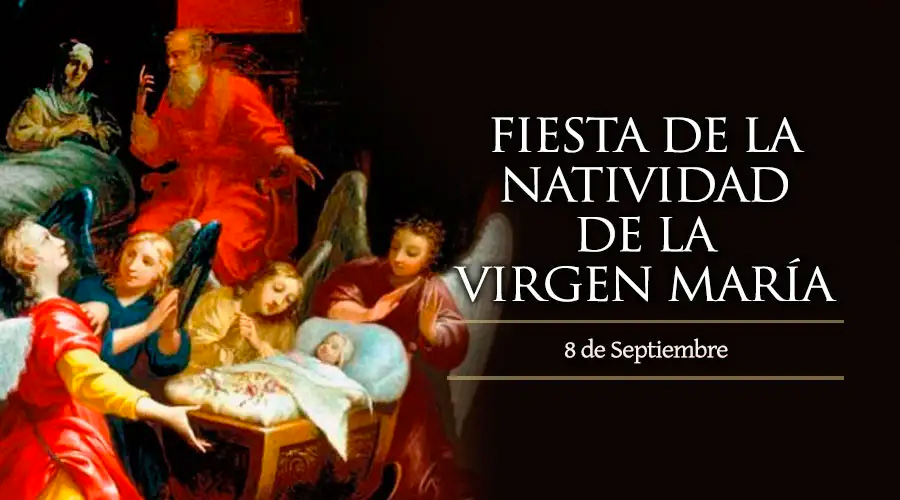 FIESTA DE LA
NATIVIDAD
DE LA
VIRGEN MARÍA
8 de Septiembre